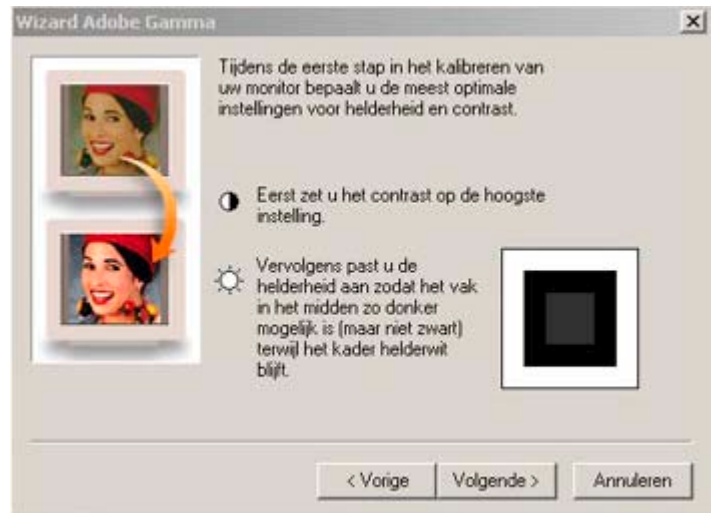 Wizard Adobe Gamma
Tijdens de eerste stap in het kalibreren van
uw monitor bepaalt u de meest optimale
instellingen voor helderheid en contrast.
Eerst zet u het contrast op de hoogste
instelling.
Vervolgens past u de
helderheid aan zodat het vak
in het midden zo donker
mogelijk is (maar niet zwart)
terwijl het kader helderwit
blijft.
< Vorige
Volgende >
Annuleren